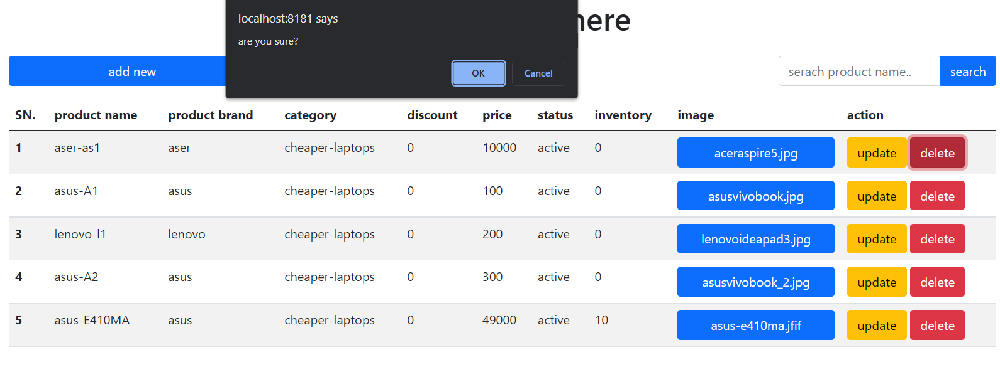 localhost:8181 says
are you sure?
OK Cancel
here
add new
serach product name.. search
SN. product name product brand category discount price status inventory image action
1 aser-as1 aser cheaper-laptops 0 10000 active 0 aceraspire5.jpg update delete
2 asus-A1 asus cheaper-laptops 0 100 active 0 asusvivobook.jpg update delete
3 lenovo-l1 lenovo cheaper-laptops 0 200 active 0 lenovoideapad3.jpg update delete
4 asus-A2 asus cheaper-laptops 0 300 active 0 asusvivobook_2.jpg update delete
5 asus-E410MA asus cheaper-laptops 0 49000 active 10 asus-e410ma.jfif update delete